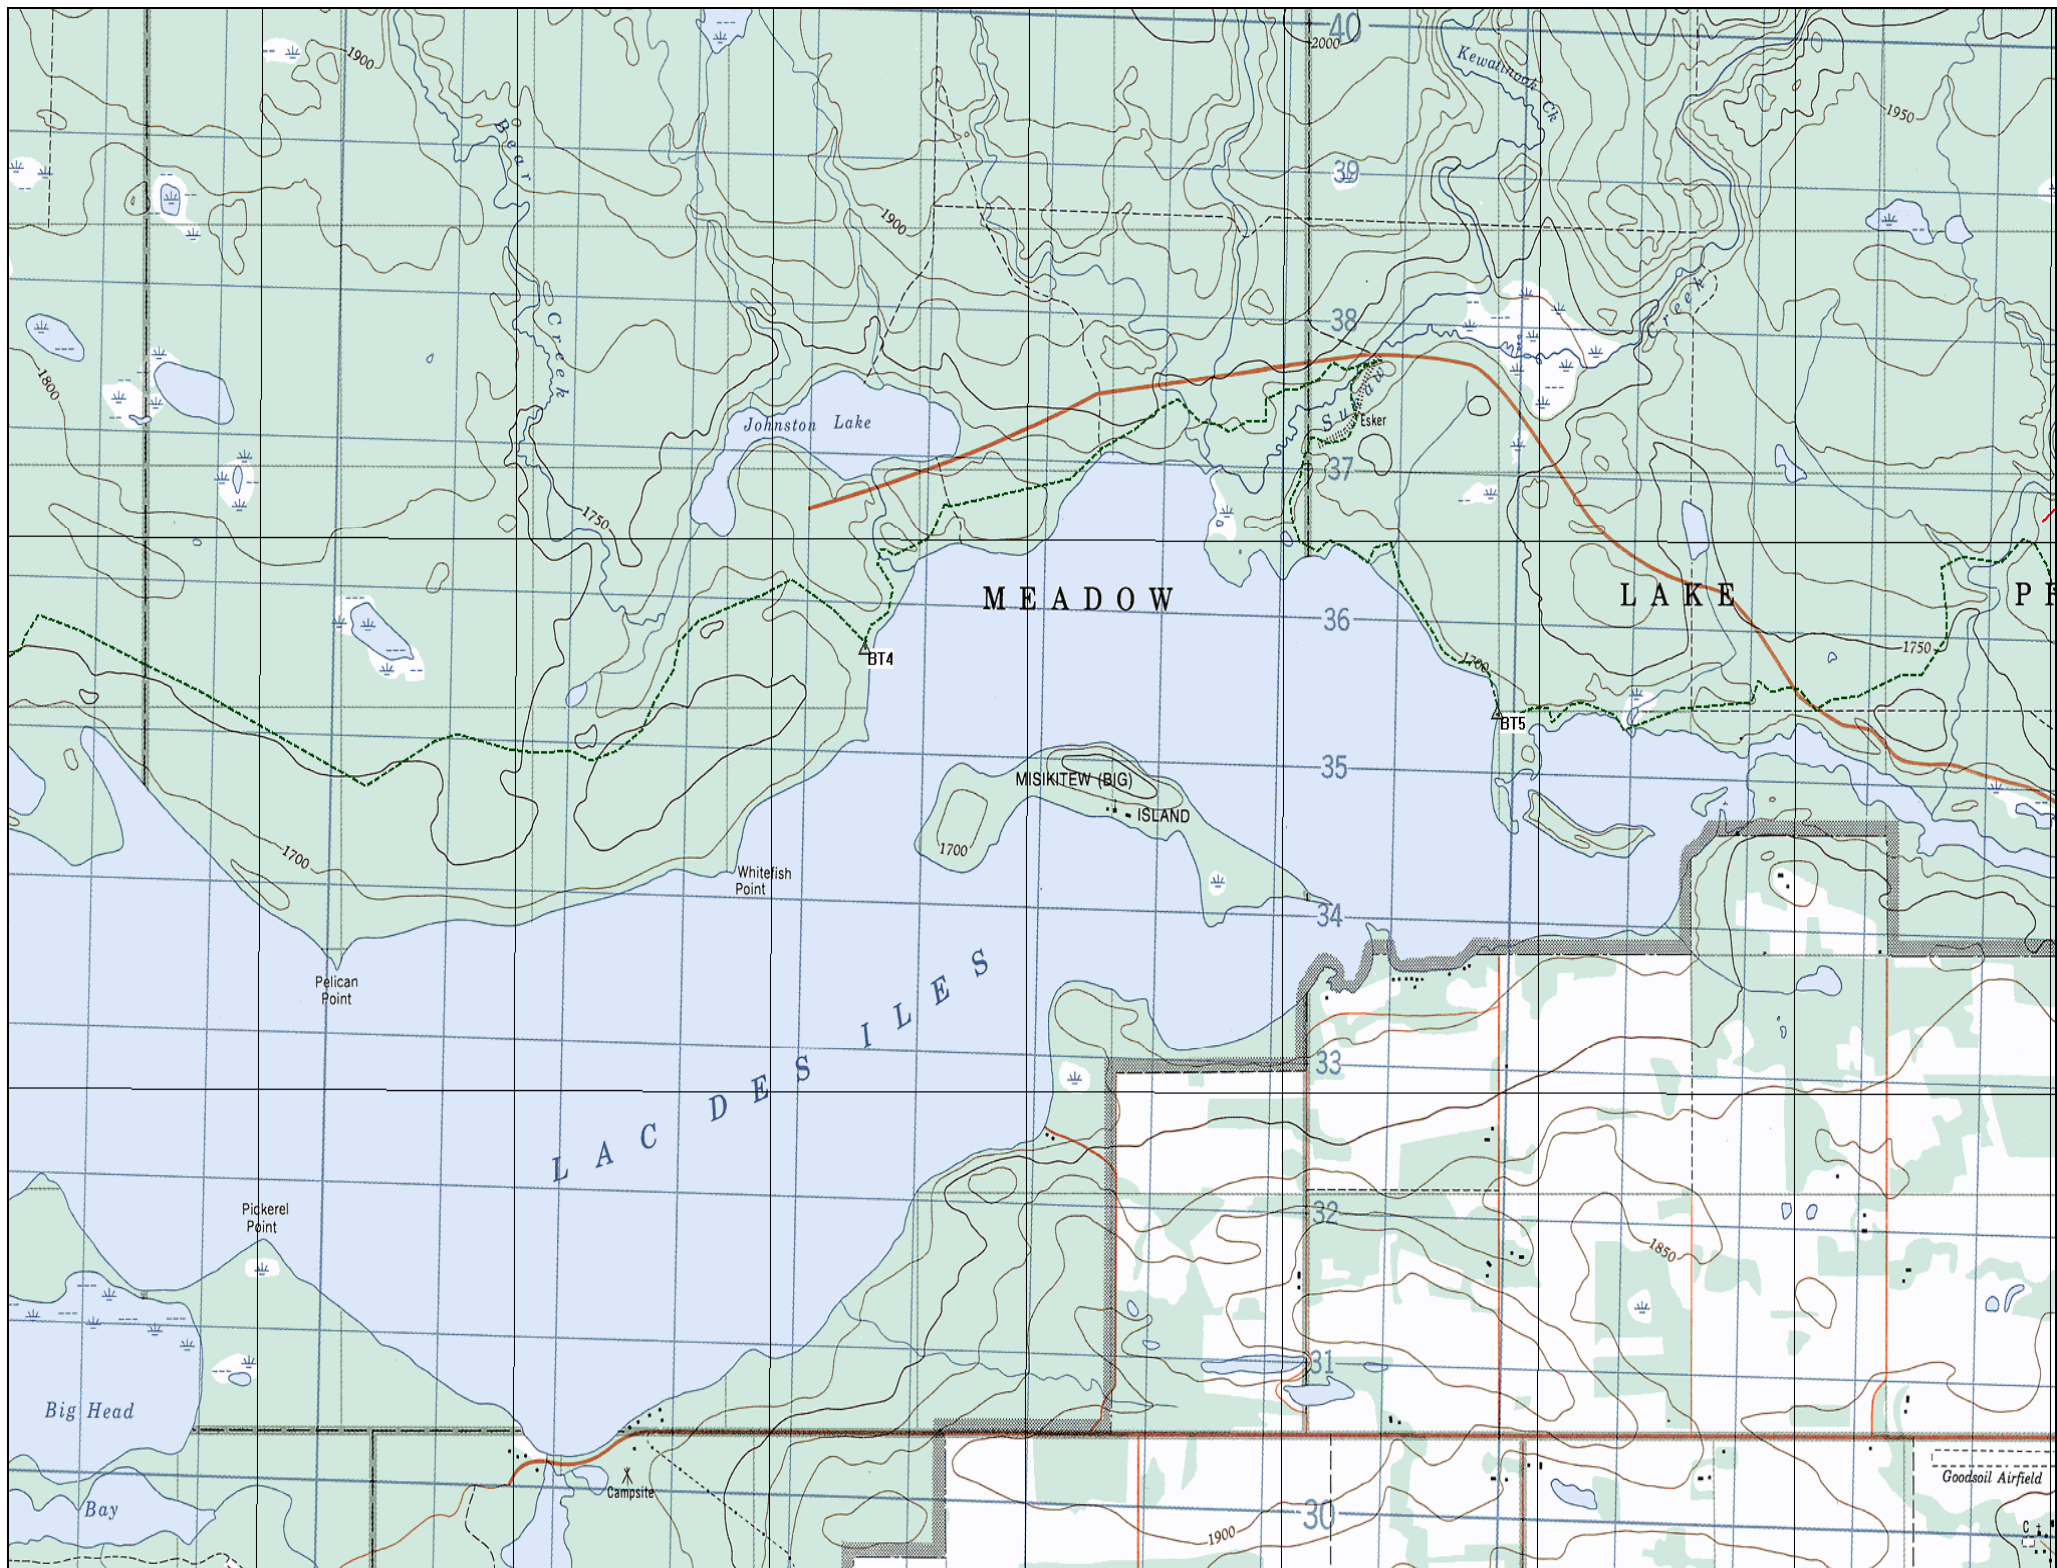 40
2000
Kewatinook Ck
1900
1950
Bear
39
1900
Creek
Creek
38
1800
Johnston Lake
Squaw
Esker
37
1750
MEADOW
LAKE
36
BT4
1700
1750
BT5
35
MISIKITEW (BIG)
ISLAND
1700
1700
Whitefish
Point
34
Pelican
Point
LAC DES ILES
33
Pickerel
Point
32
1850
31
Big Head
Bay
Campsite
Goodsoil Airfield
30
1900
C